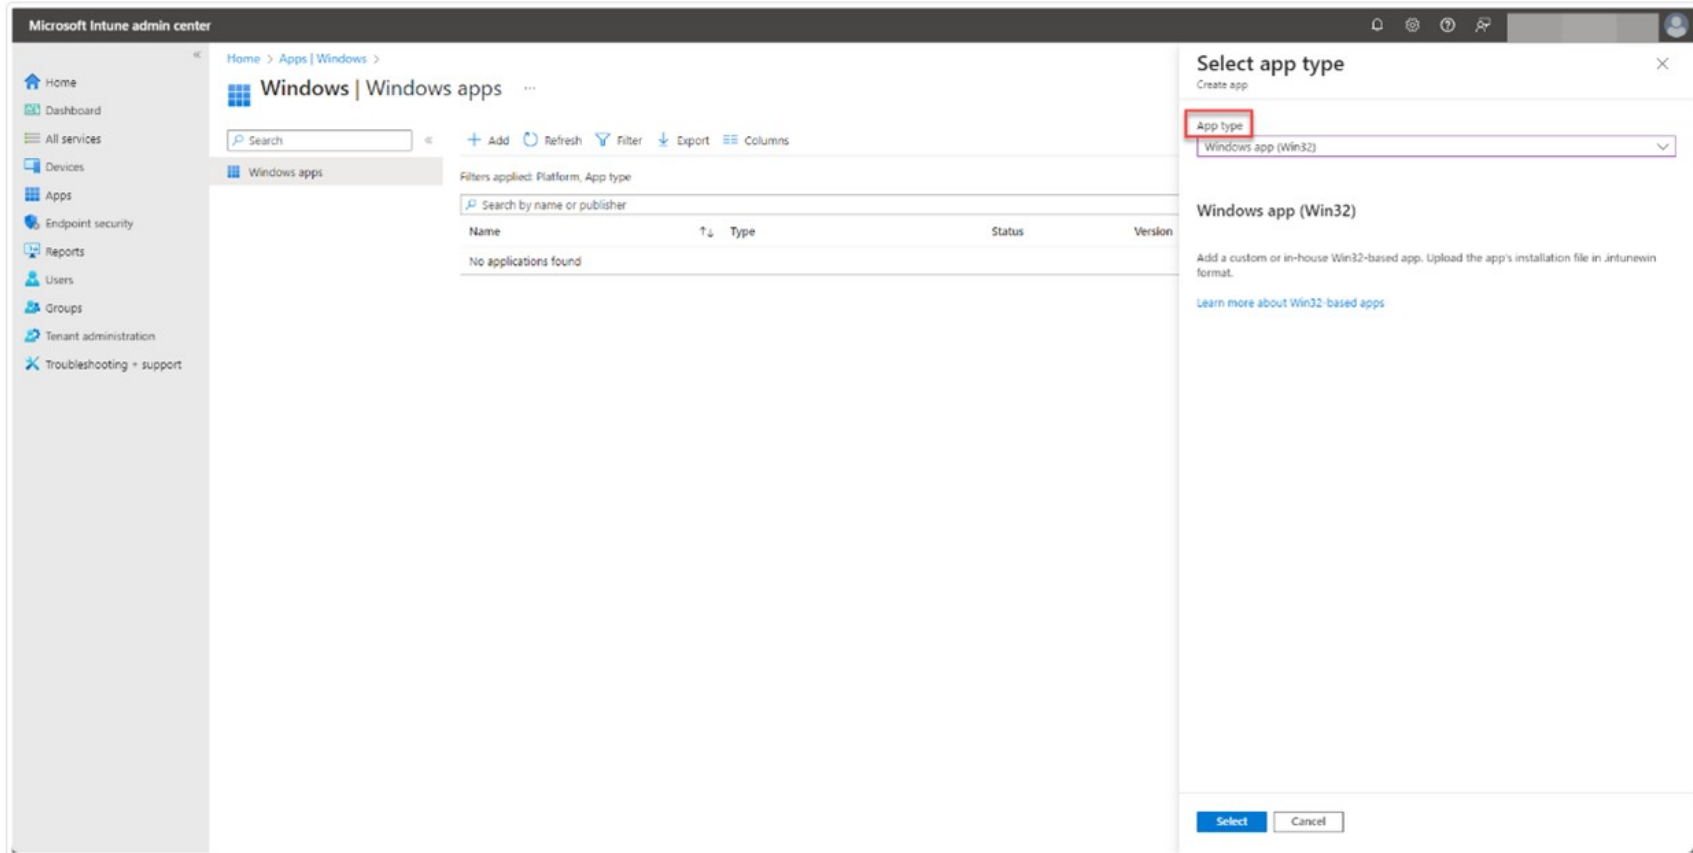 Microsoft Intune admin center
Home
Dashboard
All services
Devices
Apps
Endpoint security
Reports
Users
Groups
Tenant administration
Troubleshooting + support
Home > Apps | Windows >
Windows | Windows apps ...
Search
Windows apps
Add Refresh Filter Export Columns
Filters applied: Platform, App type
Search by name or publisher
Name Type Status Version
No applications found
Select app type
Create app
App type
Windows app (Win32)
Windows app (Win32)
Add a custom or in-house Win32-based app. Upload the app's installation file in .intunewin
format.
Learn more about Win32-based apps
Select Cancel